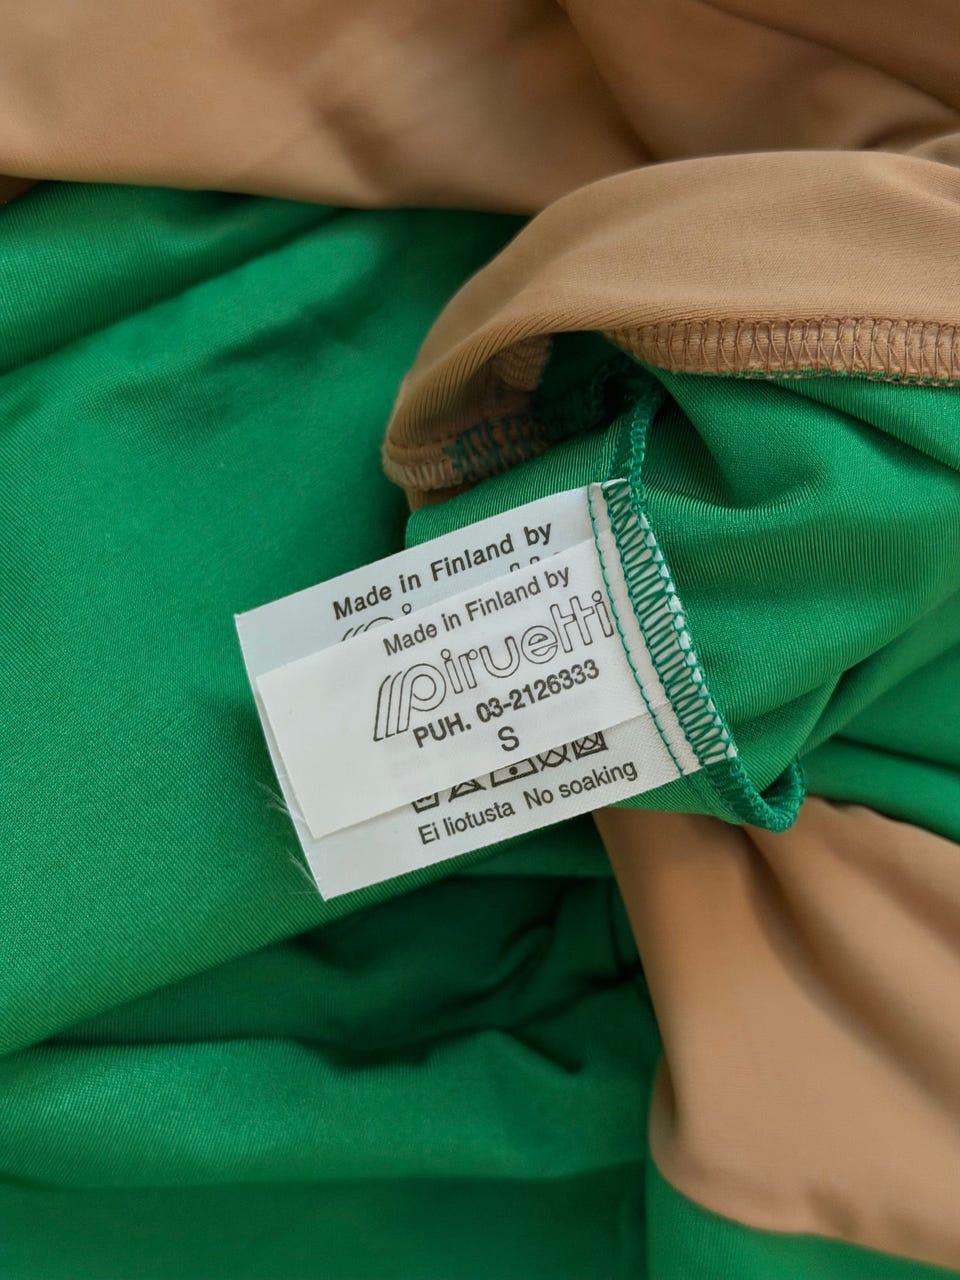 Made in Finland by
Made in Finland by
piruetti
PUH. 03-2126333
S
Ei liotusta No soaking